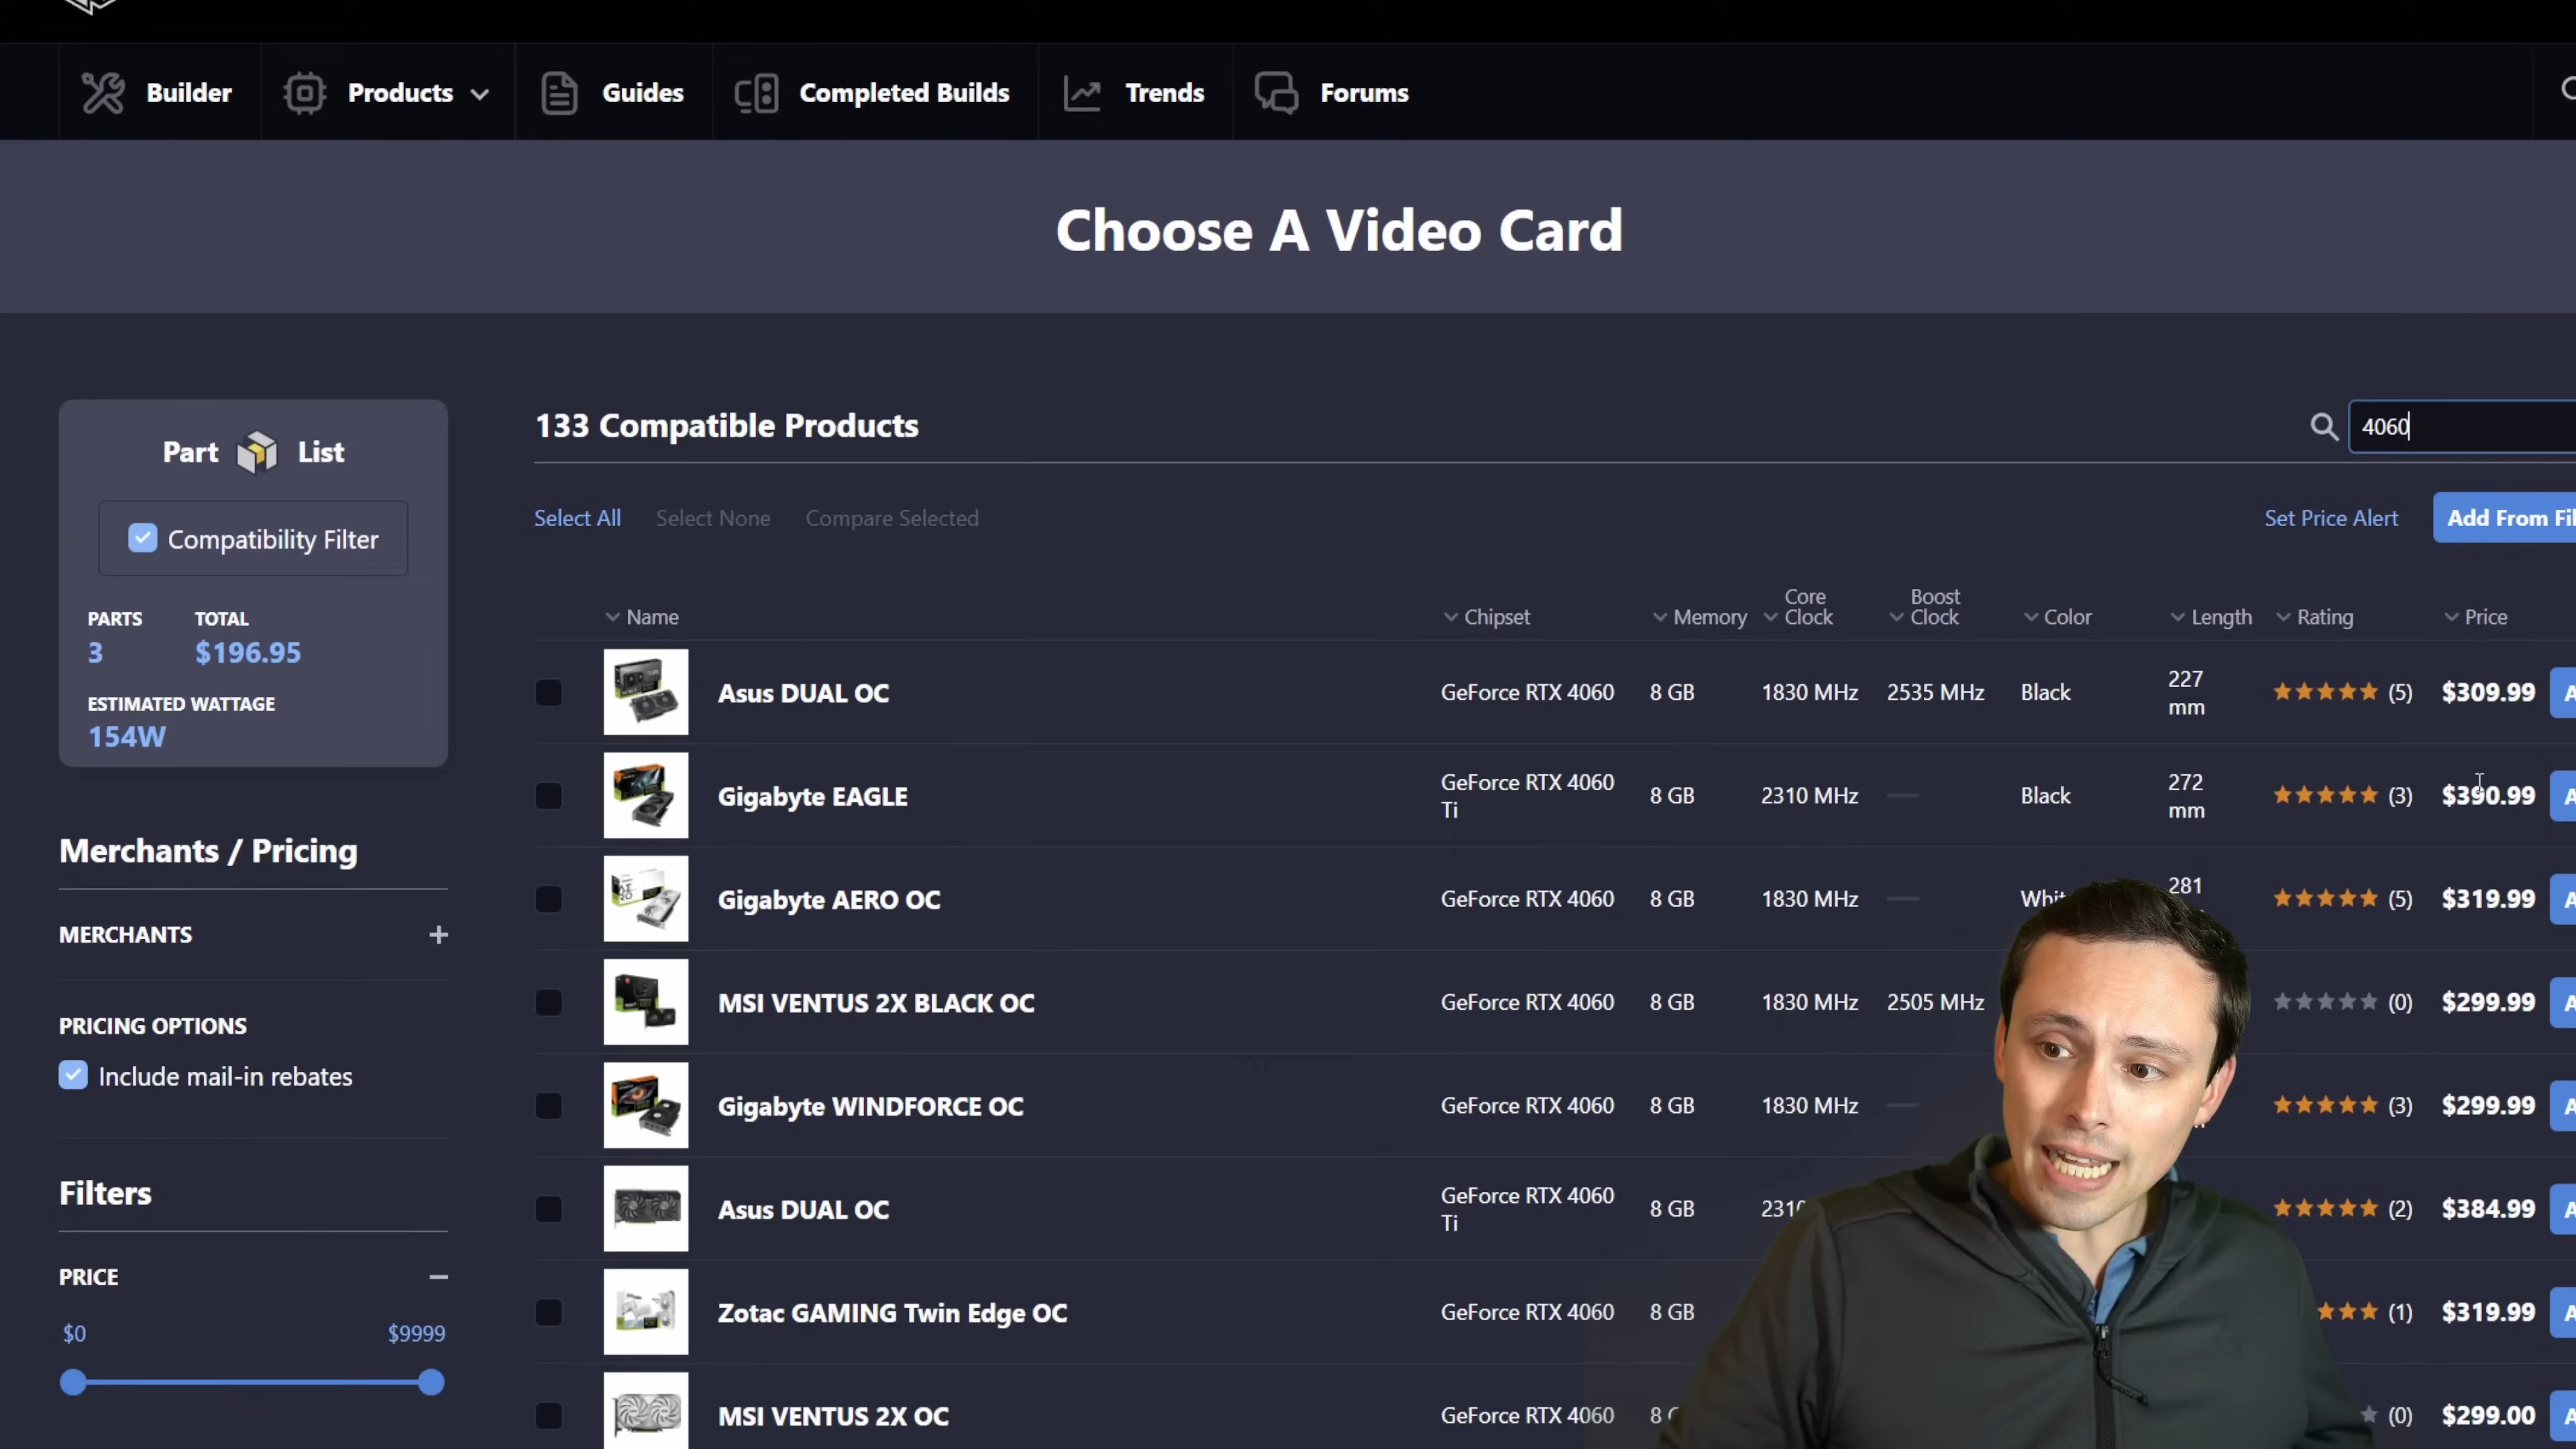 Builder Products Guides Completed Builds Trends Forums
Choose A Video Card
Part List
Compatibility Filter
PARTS TOTAL
3 $196.95
ESTIMATED WATTAGE
154W
Merchants / Pricing
MERCHANTS
PRICING OPTIONS
Include mail-in rebates
Filters
PRICE
$0 $9999
133 Compatible Products 4060
Select All Select None Compare Selected Set Price Alert Add From
Name Chipset Memory Core Clock Boost Clock Color Length Rating Price
Asus DUAL OC GeForce RTX 4060 8 GB 1830 MHz 2535 MHz Black 227 mm (5) $309.99
Gigabyte EAGLE GeForce RTX 4060 Ti 8 GB 2310 MHz Black 272 mm (3) $390.99
Gigabyte AERO OC GeForce RTX 4060 8 GB 1830 MHz 281 (5) $319.99
MSI VENTUS 2X BLACK OC GeForce RTX 4060 8 GB 1830 MHz 2505 MHz (0) $299.99
Gigabyte WINDFORCE OC GeForce RTX 4060 8 GB 1830 MHz (3) $299.99
Asus DUAL OC GeForce RTX 4060 Ti 8 GB (2) $384.99
Zotac GAMING Twin Edge OC GeForce RTX 4060 8 GB (1) $319.99
MSI VENTUS 2X OC GeForce RTX 4060 8 (0) $299.00